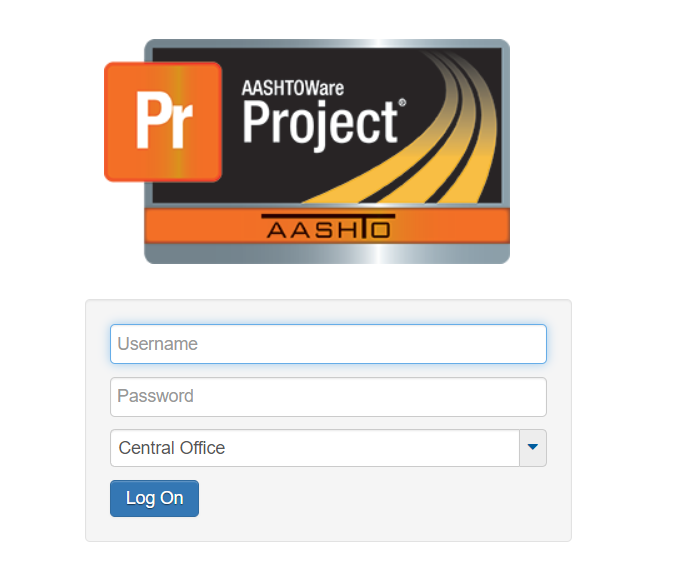 Pr
AASHTOWare
Project®
AASHTO
Username
Password
Central Office
Log On